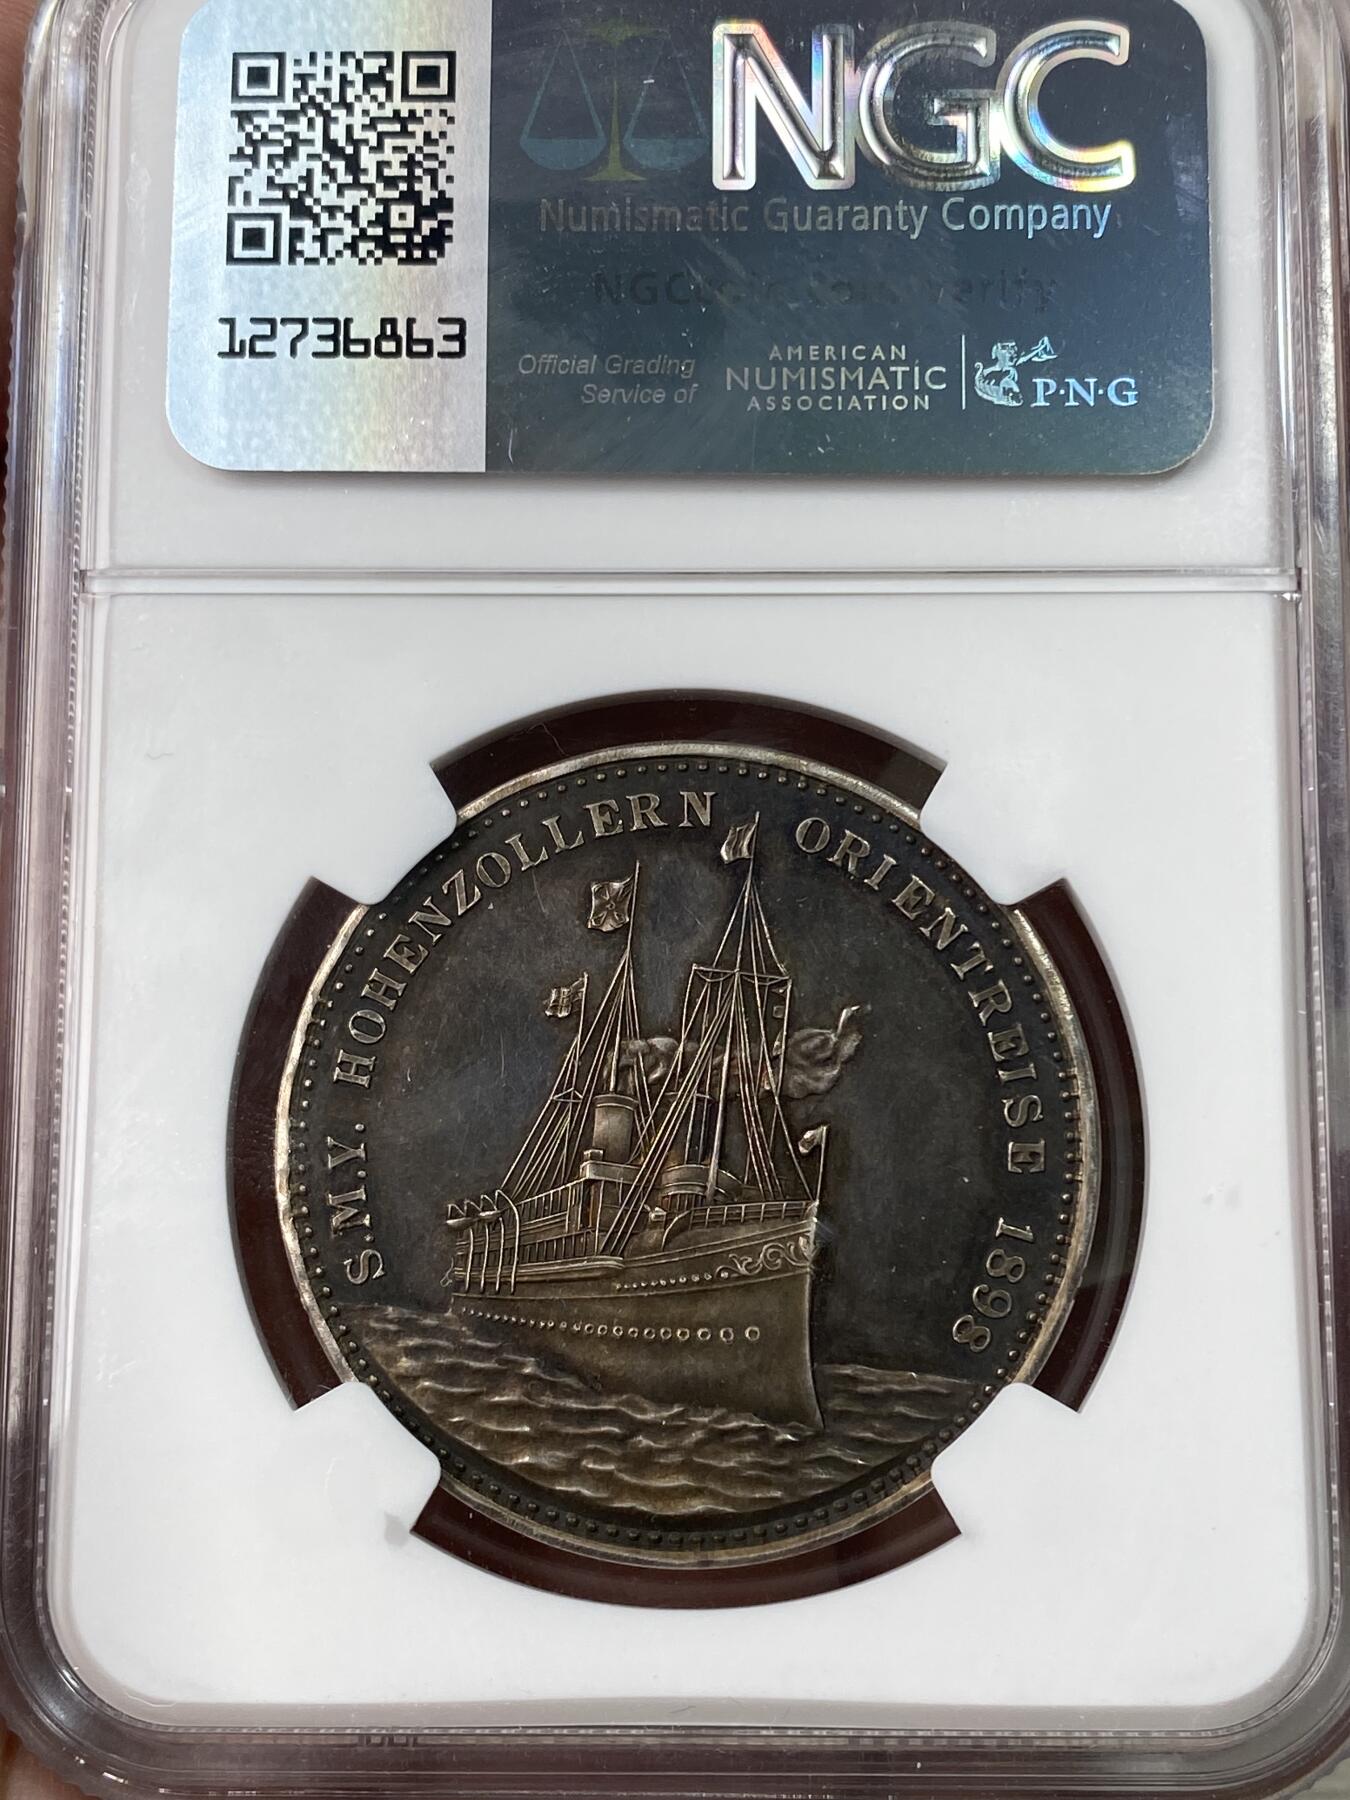 NGC
Numismatic Guaranty Company
12736863
Official Grading
Service of
AMERICAN
NUMISMATIC
ASSOCIATION
P·N·G
S.M.Y. HOHENZOLLERN ORIENTREISE 1898